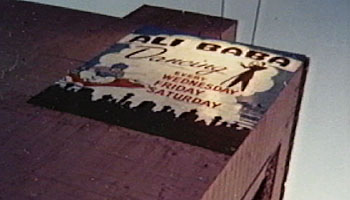 ALI BABA
Dancing
EVERY
WEDNESDAY
FRIDAY
SATURDAY